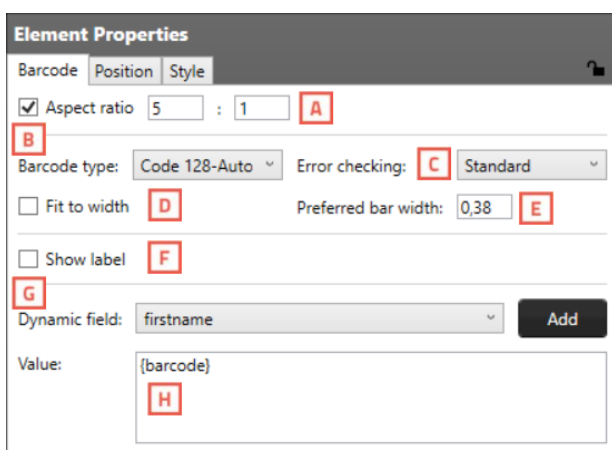 Element Properties
Barcode Position Style
Aspect ratio 5 : 1 A
B
Barcode type: Code 128-Auto Error checking: C Standard
Fit to width D Preferred bar width: 0,38 E
Show label F
G
Dynamic field: firstname Add
Value: {barcode}
H